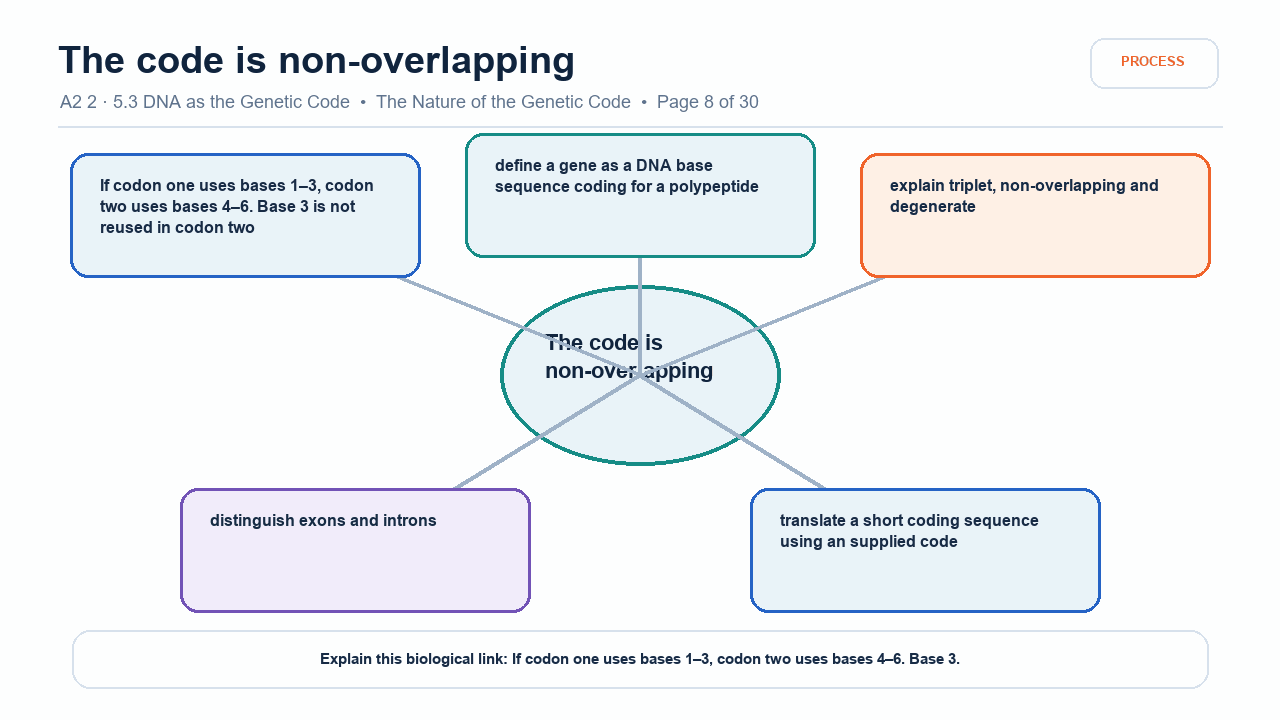 The code is non-overlapping
PROCESS
A2 2 · 5.3 DNA as the Genetic Code • The Nature of the Genetic Code • Page 8 of 30
If codon one uses bases 1–3, codon
two uses bases 4–6. Base 3 is not
reused in codon two
define a gene as a DNA base
sequence coding for a polypeptide
explain triplet, non-overlapping and
degenerate
The code is
non-overlapping
distinguish exons and introns
translate a short coding sequence
using an supplied code
Explain this biological link: If codon one uses bases 1–3, codon two uses bases 4–6. Base 3.